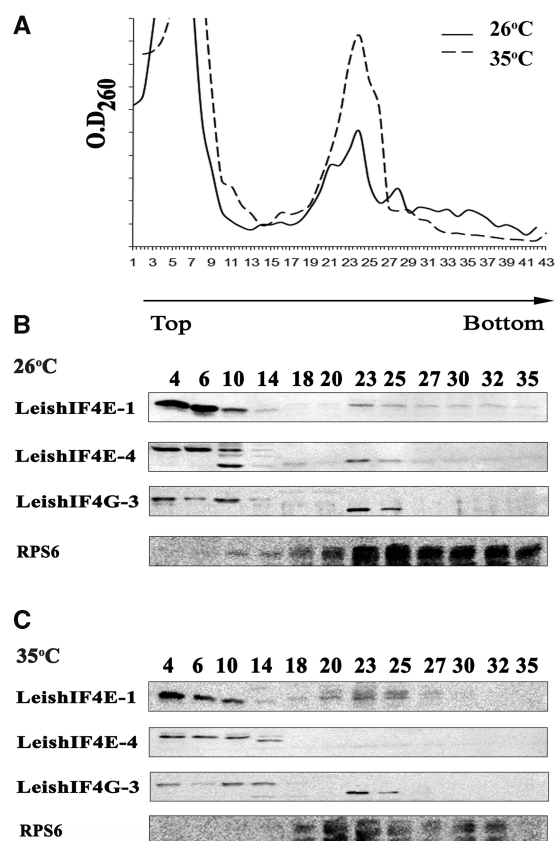 A
26°C
35°C
O.D260
1 3 5 7 9 11 13 15 17 19 21 23 25 27 29 31 33 35 37 39 41 43
Top Bottom
B
26°C
4 6 10 14 18 20 23 25 27 30 32 35
LeishIF4E-1
LeishIF4E-4
LeishIF4G-3
RPS6
C
35°C
4 6 10 14 18 20 23 25 27 30 32 35
LeishIF4E-1
LeishIF4E-4
LeishIF4G-3
RPS6